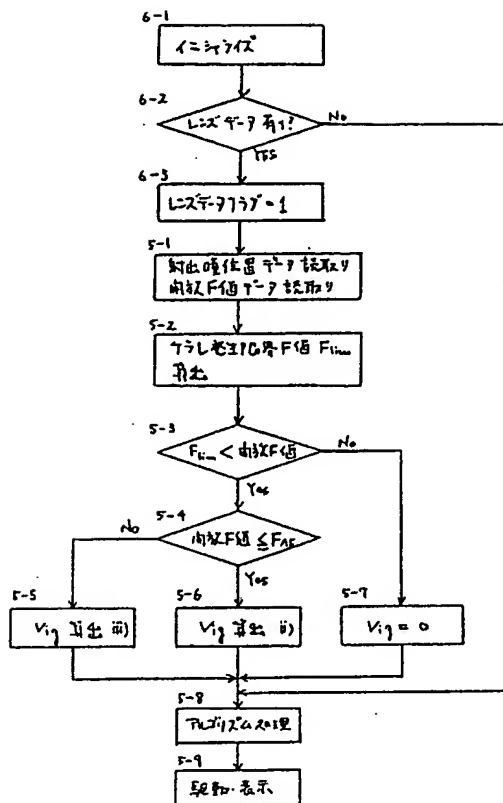 6-1
イニシャライズ
6-2
レンズデータ有り?
No
YES
6-3
レンズデータフラグ=1
5-1
射出瞳位置データ読取り
開放F値データ読取り
5-2
ケラレ発生限界F値 Flim
算出
5-3
Flim < 開放F値
No
Yes
5-4
No
開放F値 ≦ FAF
Yes
5-5
Vig 算出 iii)
5-6
Vig 算出 ii)
5-7
Vig = 0
5-8
アルゴリズム処理
5-9
駆動・表示